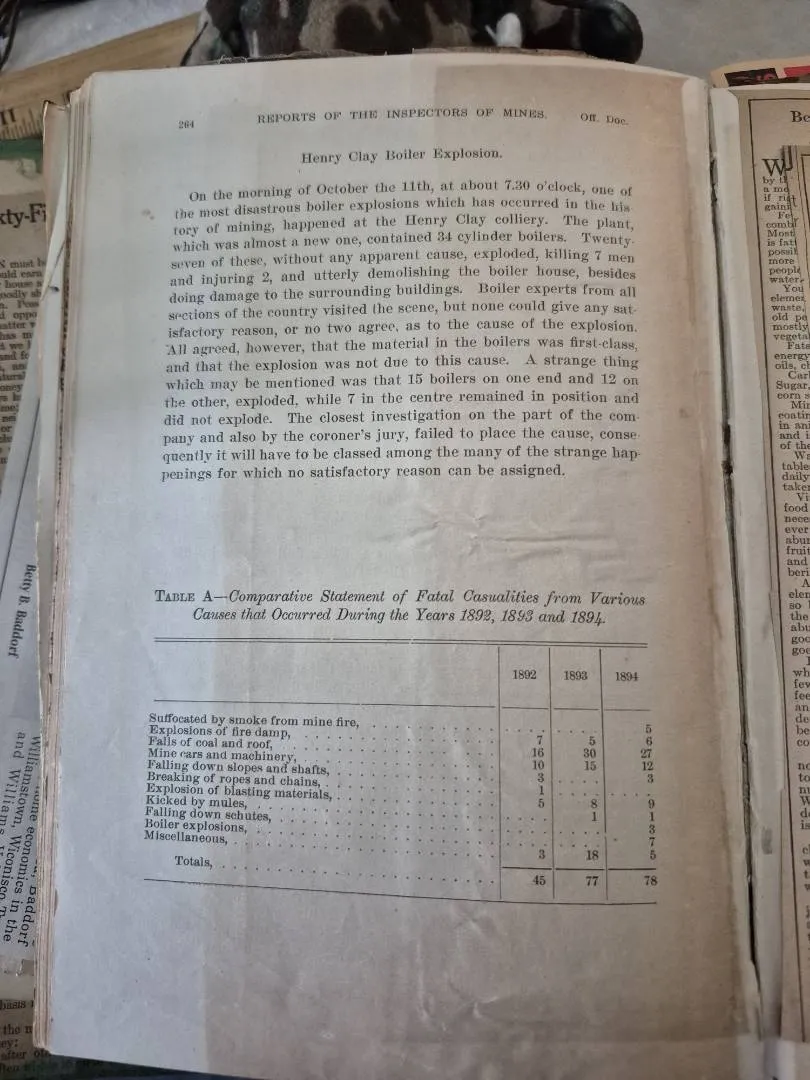 264 REPORTS OF THE INSPECTORS OF MINES. Off. Doc.
Henry Clay Boiler Explosion.
On the morning of October the 11th, at about 7.30 o'clock, one of
the most disastrous boiler explosions which has occurred in the his-
tory of mining, happened at the Henry Clay colliery. The plant,
which was almost a new one, contained 34 cylinder boilers. Twenty-
seven of these, without any apparent cause, exploded, killing 7 men
and injuring 2, and utterly demolishing the boiler house, besides
doing damage to the surrounding buildings. Boiler experts from all
sections of the country visited the scene, but none could give any sat-
isfactory reason, or no two agree, as to the cause of the explosion.
All agreed, however, that the material in the boilers was first-class,
and that the explosion was not due to this cause. A strange thing
which may be mentioned was that 15 boilers on one end and 12 on
the other, exploded, while 7 in the centre remained in position and
did not explode. The closest investigation on the part of the com-
pany and also by the coroner's jury, failed to place the cause, conse-
quently it will have to be classed among the many of the strange hap-
penings for which no satisfactory reason can be assigned.
TABLE A—Comparative Statement of Fatal Casualities from Various
Causes that Occurred During the Years 1892, 1893 and 1894.
1892 1893 1894
Suffocated by smoke from mine fire, . . . . . . . . 5
Explosions of fire damp, . . . . 7 5 6
Falls of coal and roof, . . . . 16 30 27
Mine cars and machinery, . . . . 10 15 12
Falling down slopes and shafts, . . . . 3 . . . . 3
Breaking of ropes and chains, . . . . 1 . . . . . . . .
Explosion of blasting materials, . . . . 5 8 9
Kicked by mules, . . . . . . . . 1 1
Falling down schutes, . . . . . . . . 3
Boiler explosions, . . . . . . . . 7
Miscellaneous, . . . . 3 18 5
Totals, . . . . 45 77 78
Betty B. Baddorf
Baddorf
home economics in the
Williamstown, Wiconisco
and Williams